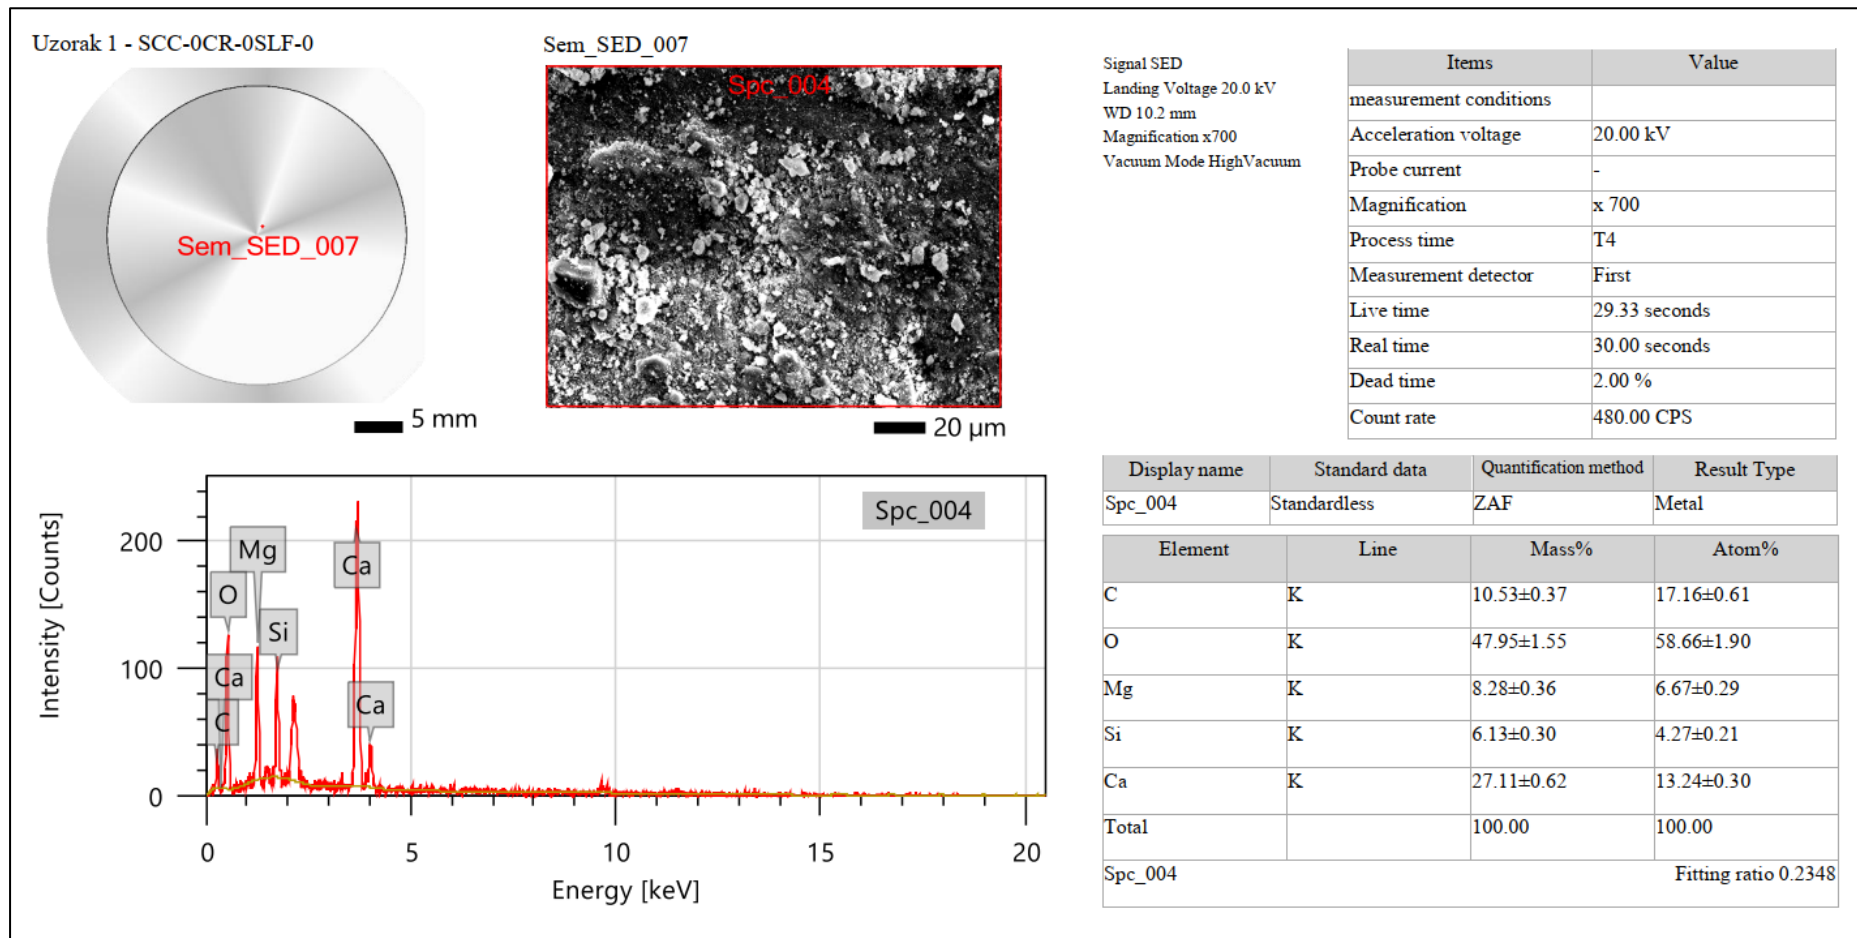 Uzorak 1 - SCC-0CR-0SLF-0
Sem_SED_007
5 mm
Sem_SED_007
Spc_004
20 µm
Signal SED
Landing Voltage 20.0 kV
WD 10.2 mm
Magnification x700
Vacuum Mode HighVacuum
Items Value
measurement conditions
Acceleration voltage 20.00 kV
Probe current -
Magnification x 700
Process time T4
Measurement detector First
Live time 29.33 seconds
Real time 30.00 seconds
Dead time 2.00 %
Count rate 480.00 CPS
Intensity [Counts]
200
100
0
Spc_004
Mg
O
Ca
Si
Ca
C
Ca
0 5 10 15 20
Energy [keV]
Display name Standard data Quantification method Result Type
Spc_004 Standardless ZAF Metal
Element Line Mass% Atom%
C K 10.53±0.37 17.16±0.61
O K 47.95±1.55 58.66±1.90
Mg K 8.28±0.36 6.67±0.29
Si K 6.13±0.30 4.27±0.21
Ca K 27.11±0.62 13.24±0.30
Total 100.00 100.00
Spc_004 Fitting ratio 0.2348